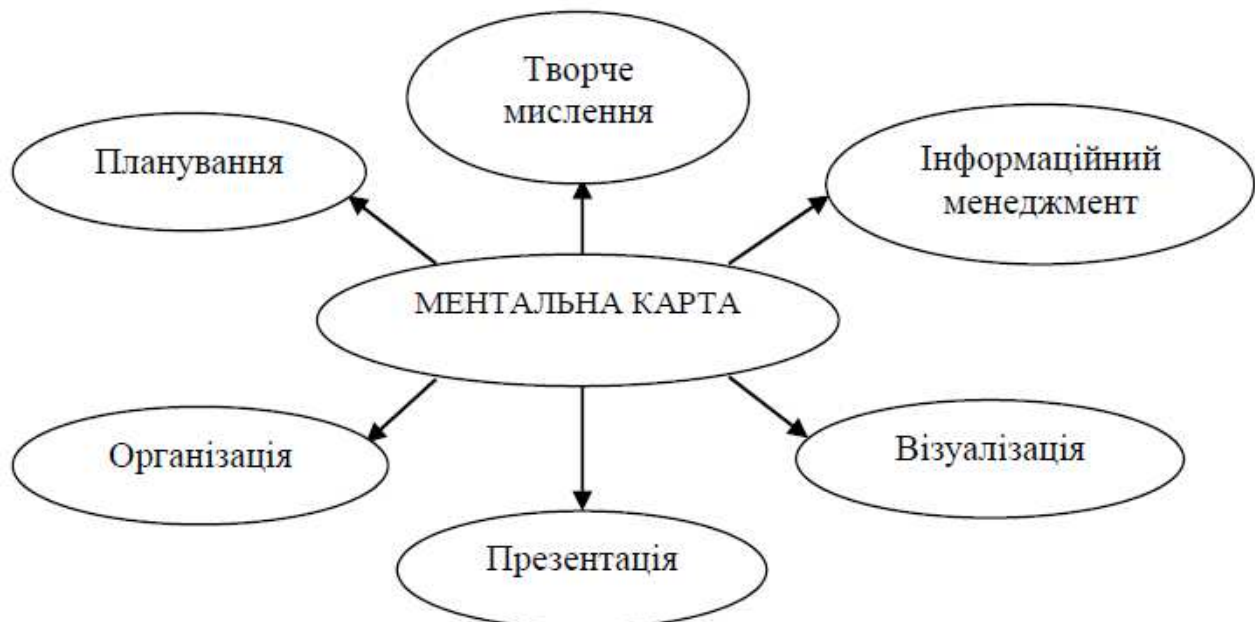 Творче
мислення
Планування
Інформаційний
менеджмент
МЕНТАЛЬНА КАРТА
Організація
Візуалізація
Презентація